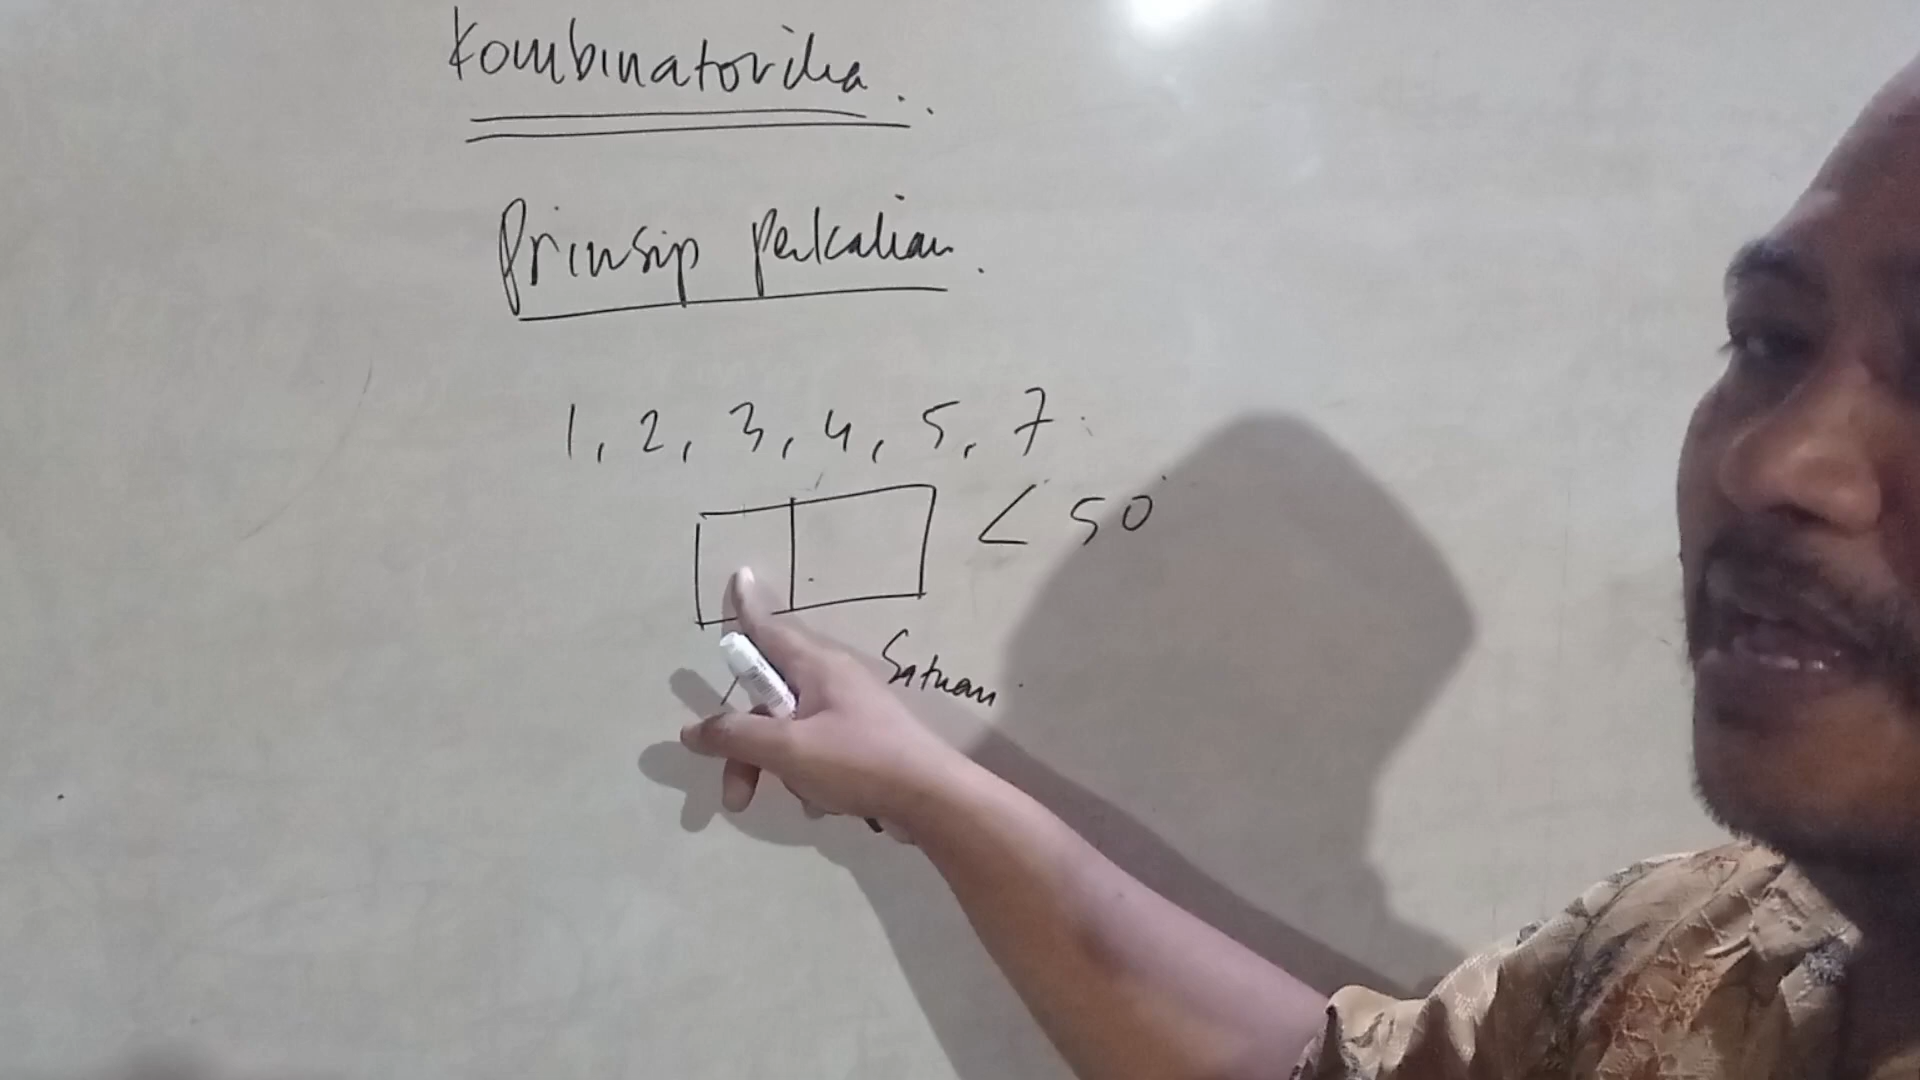 Kombinatorika..
Prinsip perkalian.
1, 2, 3, 4, 5, 7
< 50
Satuan